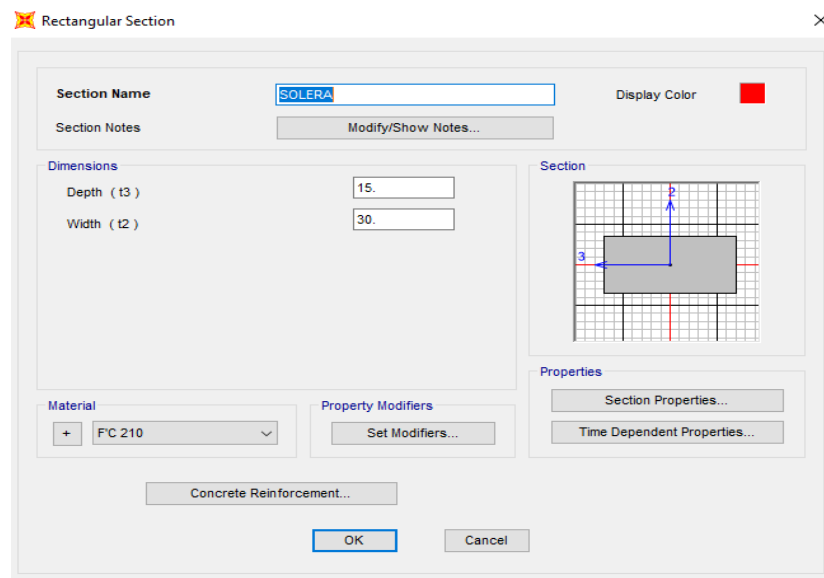 Rectangular Section
Section Name
SOLERA
Display Color
Section Notes
Modify/Show Notes...
Dimensions
Depth ( t3 )
15.
Width ( t2 )
30.
Section
2
3
Properties
Section Properties...
Time Dependent Properties...
Material
+
F'C 210
Property Modifiers
Set Modifiers...
Concrete Reinforcement...
OK
Cancel